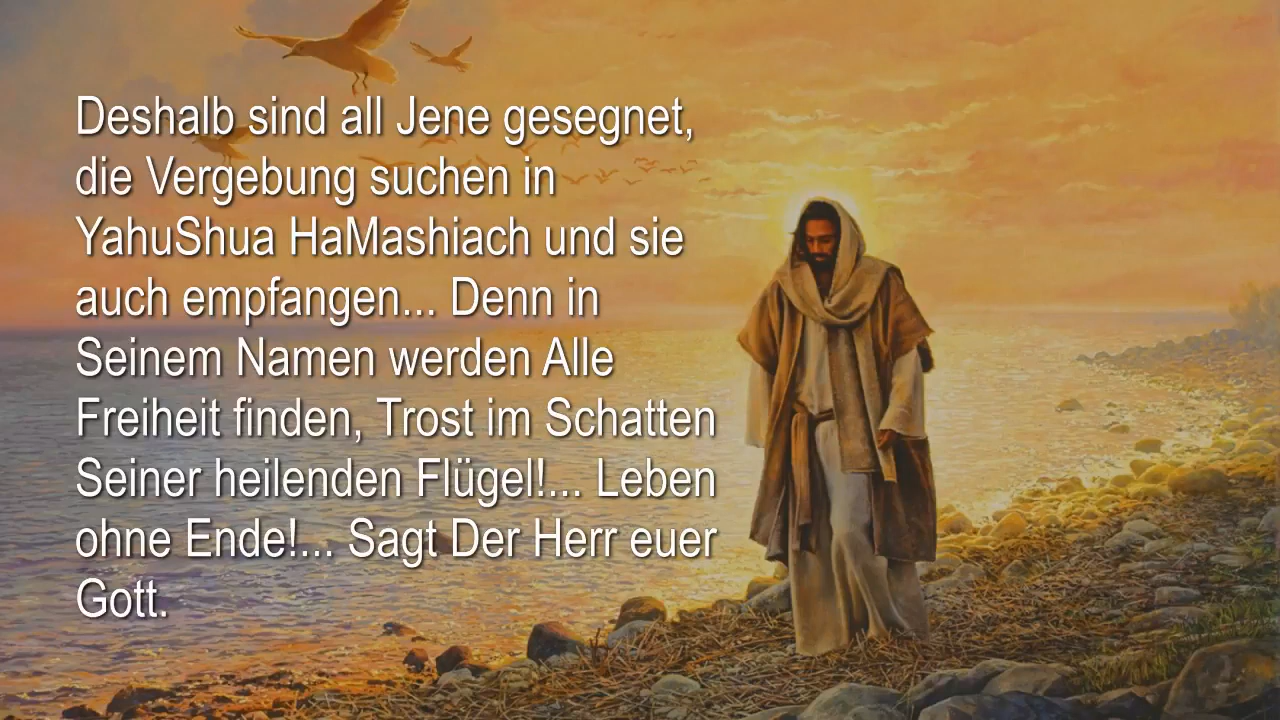 Deshalb sind all Jene gesegnet,
die Vergebung suchen in
YahuShua HaMashiach und sie
auch empfangen... Denn in
Seinem Namen werden Alle
Freiheit finden, Trost im Schatten
Seiner heilenden Flügel!... Leben
ohne Ende!... Sagt Der Herr euer
Gott.